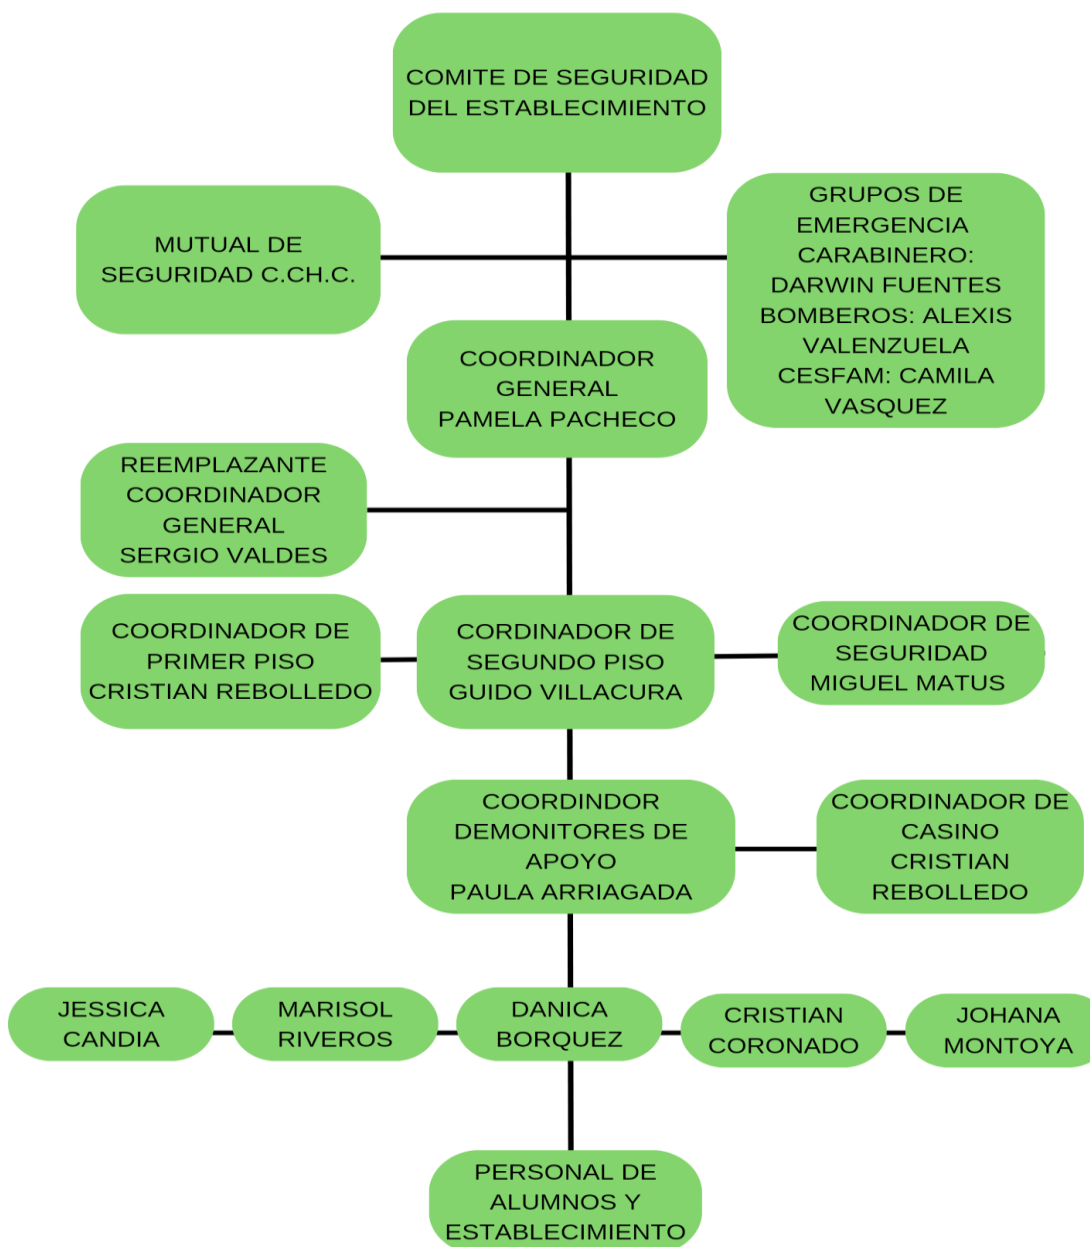 COMITE DE SEGURIDAD
DEL ESTABLECIMIENTO
MUTUAL DE
SEGURIDAD C.CH.C.
GRUPOS DE
EMERGENCIA
CARABINERO:
DARWIN FUENTES
BOMBEROS: ALEXIS
VALENZUELA
CESFAM: CAMILA
VASQUEZ
COORDINADOR
GENERAL
PAMELA PACHECO
REEMPLAZANTE
COORDINADOR
GENERAL
SERGIO VALDES
COORDINADOR DE
PRIMER PISO
CRISTIAN REBOLLEDO
CORDINADOR DE
SEGUNDO PISO
GUIDO VILLACURA
COORDINADOR DE
SEGURIDAD
MIGUEL MATUS
COORDINDOR
DEMONITORES DE
APOYO
PAULA ARRIAGADA
COORDINADOR DE
CASINO
CRISTIAN
REBOLLEDO
JESSICA
CANDIA
MARISOL
RIVEROS
DANICA
BORQUEZ
CRISTIAN
CORONADO
JOHANA
MONTOYA
PERSONAL DE
ALUMNOS Y
ESTABLECIMIENTO